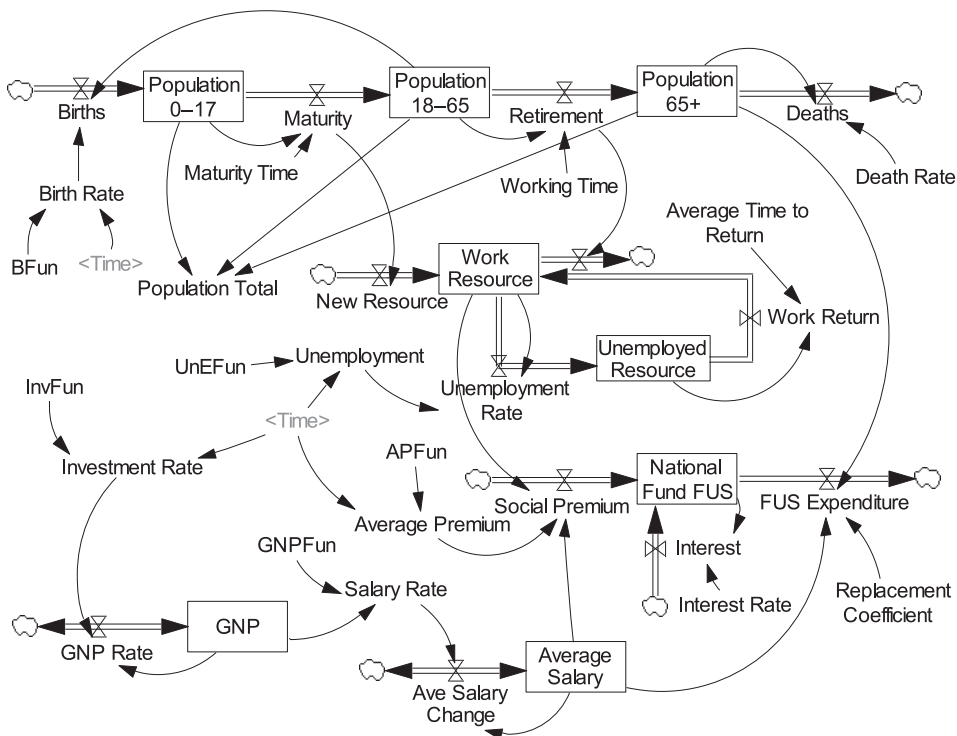 Population
0–17
Population
18–65
Population
65+
Births
Maturity
Retirement
Deaths
Maturity Time
Working Time
Death Rate
Birth Rate
BFun
<Time>
Population Total
Average Time to
Return
Work
Resource
New Resource
Work Return
Unemployed
Resource
Unemployment
Rate
UnEFun
Unemployment
InvFun
<Time>
Investment Rate
APFun
Average Premium
National
Fund FUS
Social Premium
FUS Expenditure
GNPFun
Interest
Salary Rate
Interest Rate
Replacement
Coefficient
GNP
GNP Rate
Average
Salary
Ave Salary
Change